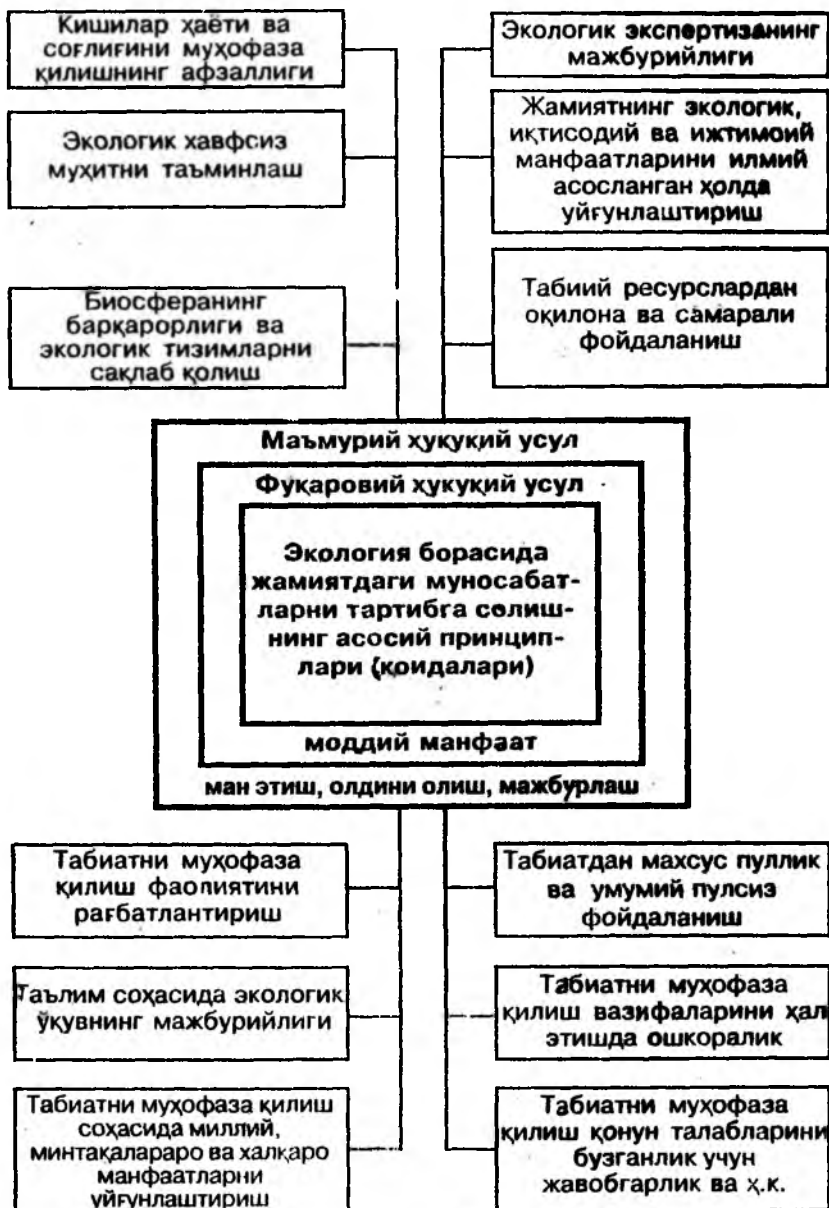 Кишилар ҳаёти ва
соғлиғини муҳофаза
қилишнинг афзаллиги
Экологик хавфсиз
муҳитни таъминлаш
Биосферанинг
барқарорлиги ва
экологик тизимларни
сақлаб қолиш
Экологик экспертизанинг
мажбурийлиги
Жамиятнинг экологик,
иқтисодий ва ижтимоий
манфаатларини илмий
асосланган ҳолда
уйғунлаштириш
Табиий ресурслардан
оқилона ва самарали
фойдаланиш
Маъмурий ҳукукий усул
Фуқаровий ҳукуқий усул
Экология борасида
жамиятдаги муносабат-
ларни тартибга солиш-
нинг асосий принцип-
лари (қоидалари)
моддий манфаат
ман этиш, олдини олиш, мажбурлаш
Табиатни муҳофаза
қилиш фаолиятини
рағбатлантириш
Таълим соҳасида экологик
ўқувнинг мажбурийлиги
Табиатни муҳофаза қилиш
соҳасида миллий,
минтақалараро ва халқаро
манфаатларни
уйғунлаштириш
Табиатдан махсус пуллик
ва умумий пулсиз
фойдаланиш
Табиатни муҳофаза
қилиш вазифаларини ҳал
этишда ошкоралик
Табиатни муҳофаза
қилиш қонун талабларини
бузганлик учун
жавобгарлик ва ҳ.к.